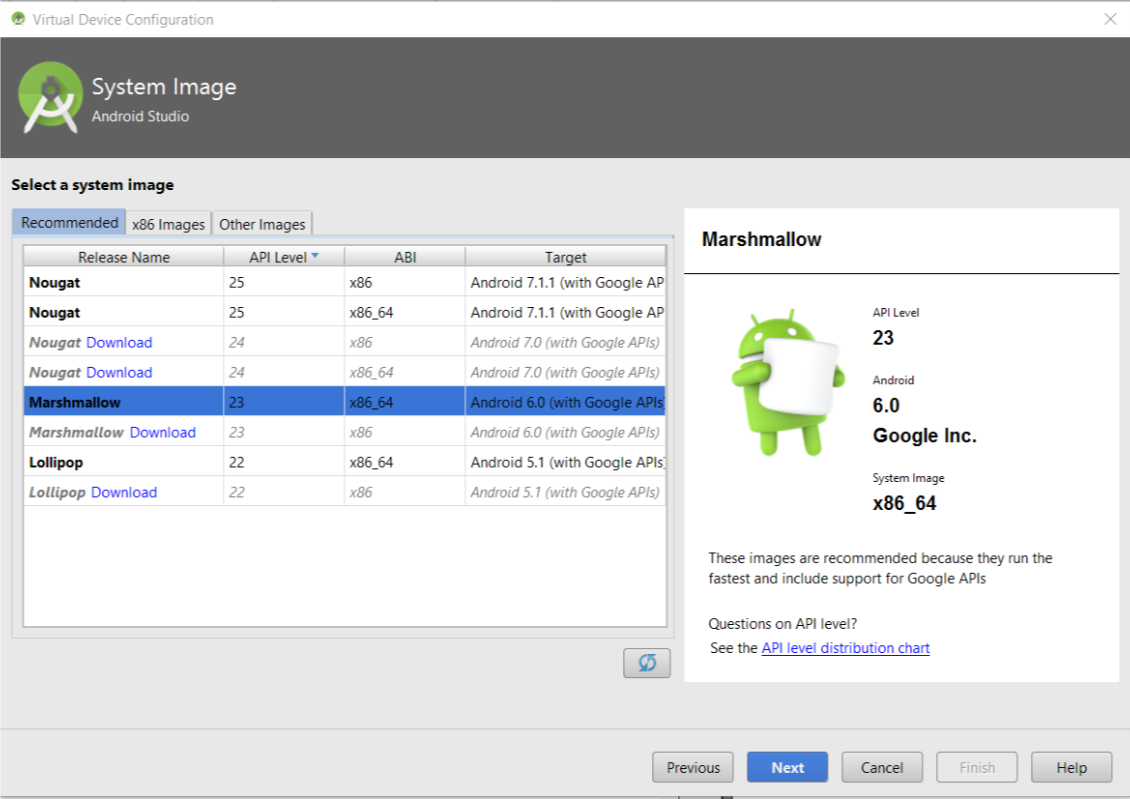 Virtual Device Configuration
System Image
Android Studio
Select a system image
Recommended x86 Images Other Images
Release Name API Level ABI Target
Nougat 25 x86 Android 7.1.1 (with Google AP
Nougat 25 x86_64 Android 7.1.1 (with Google AP
Nougat Download 24 x86 Android 7.0 (with Google APIs)
Nougat Download 24 x86_64 Android 7.0 (with Google APIs)
Marshmallow 23 x86_64 Android 6.0 (with Google APIs
Marshmallow Download 23 x86 Android 6.0 (with Google APIs)
Lollipop 22 x86_64 Android 5.1 (with Google APIs
Lollipop Download 22 x86 Android 5.1 (with Google APIs)
Marshmallow
API Level
23
Android
6.0
Google Inc.
System Image
x86_64
These images are recommended because they run the
fastest and include support for Google APIs
Questions on API level?
See the API level distribution chart
Previous Next Cancel Finish Help